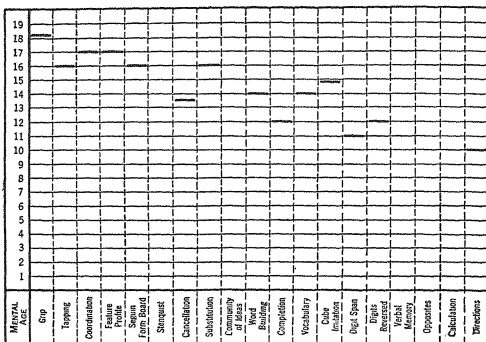 19
18
17
16
15
14
13
12
11
10
9
8
7
6
5
4
3
2
1
MENTAL
AGE
Grip
Tapping
Coordination
Feature
Profile
Seguin
Form Board
Stenquist
Cancellation
Substitution
Community
of Ideas
Word
Building
Completion
Vocabulary
Cube
Imitation
Digit Span
Digits
Reversed
Verbal
Memory
Opposites
Calculation
Directions